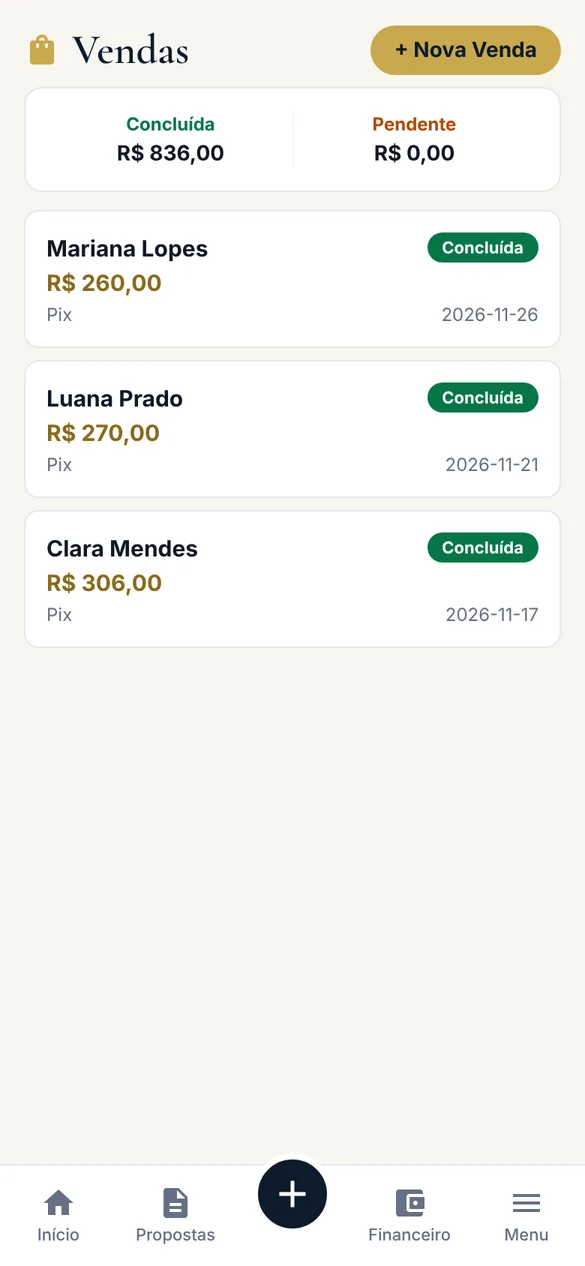 Vendas
+ Nova Venda
Concluída
R$ 836,00
Pendente
R$ 0,00
Mariana Lopes
Concluída
R$ 260,00
Pix
2026-11-26
Luana Prado
Concluída
R$ 270,00
Pix
2026-11-21
Clara Mendes
Concluída
R$ 306,00
Pix
2026-11-17
Início
Propostas
Financeiro
Menu